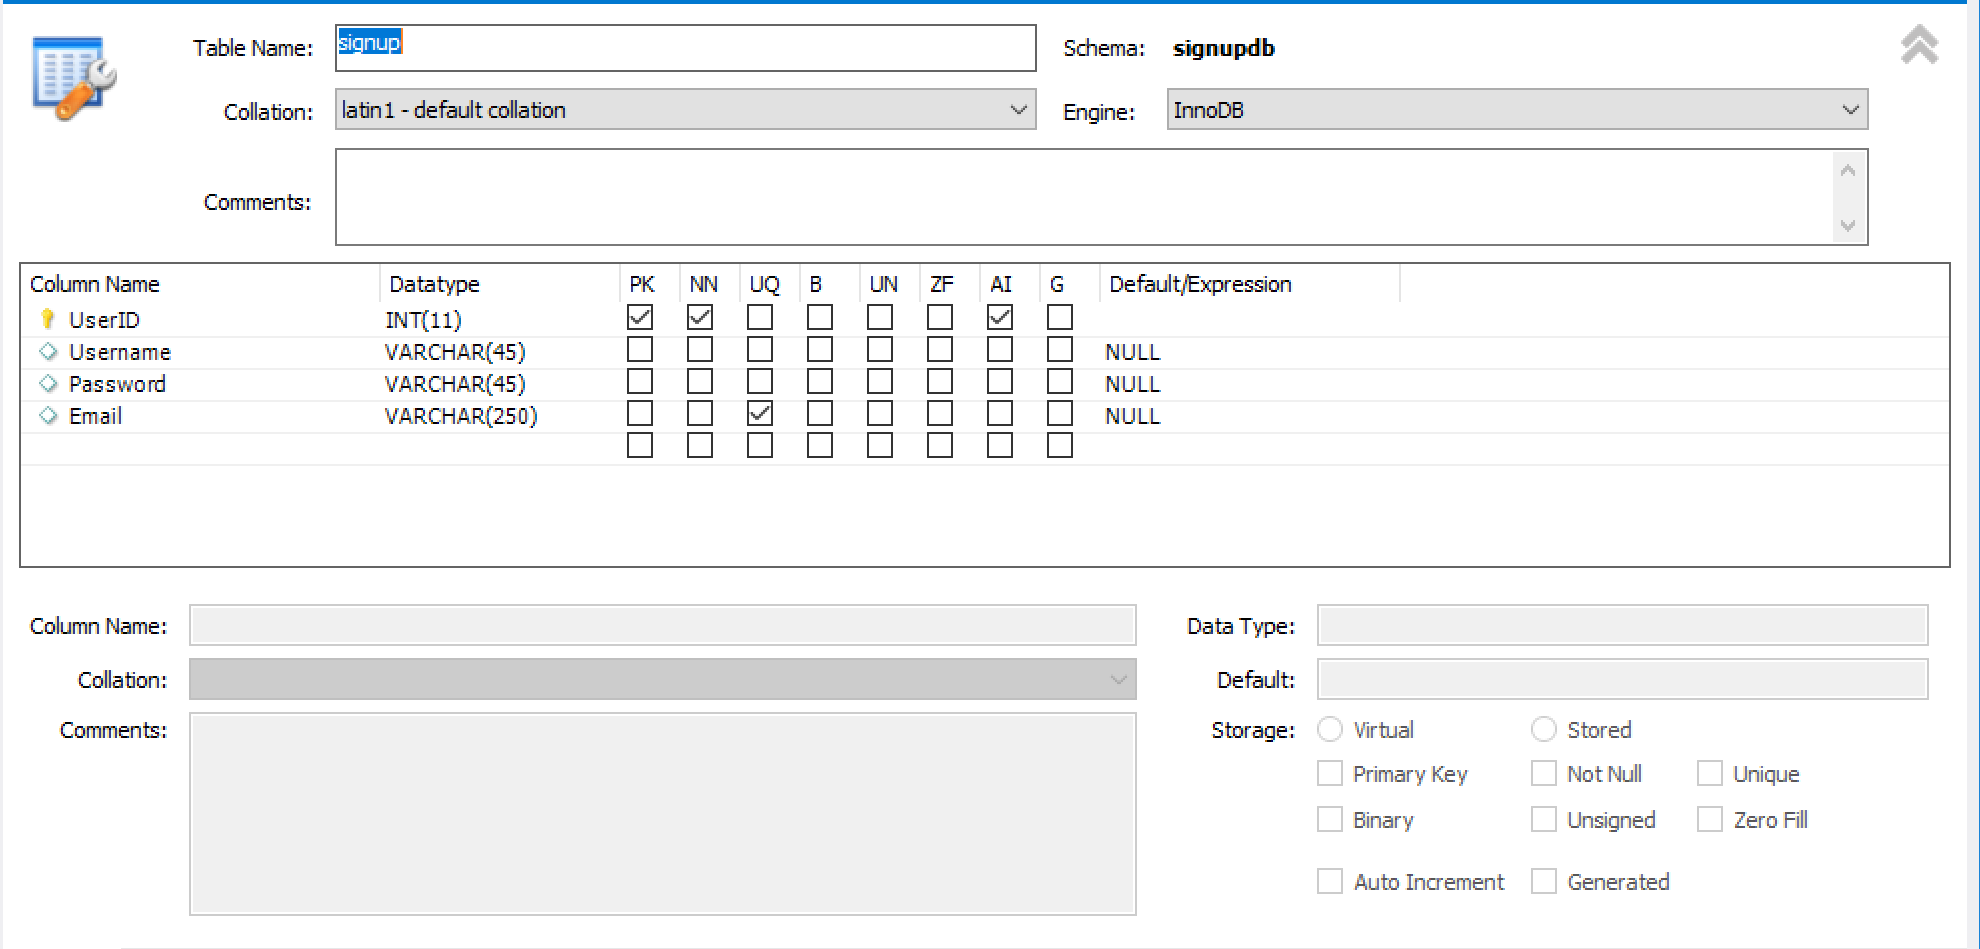 Table Name: signup Schema: signupdb
Collation: latin1 - default collation Engine: InnoDB
Comments:
Column Name Datatype PK NN UQ B UN ZF AI G Default/Expression
UserID INT(11)
Username VARCHAR(45) NULL
Password VARCHAR(45) NULL
Email VARCHAR(250) NULL
Column Name: Data Type:
Collation: Default:
Comments: Storage: Virtual Stored
Primary Key Not Null Unique
Binary Unsigned Zero Fill
Auto Increment Generated